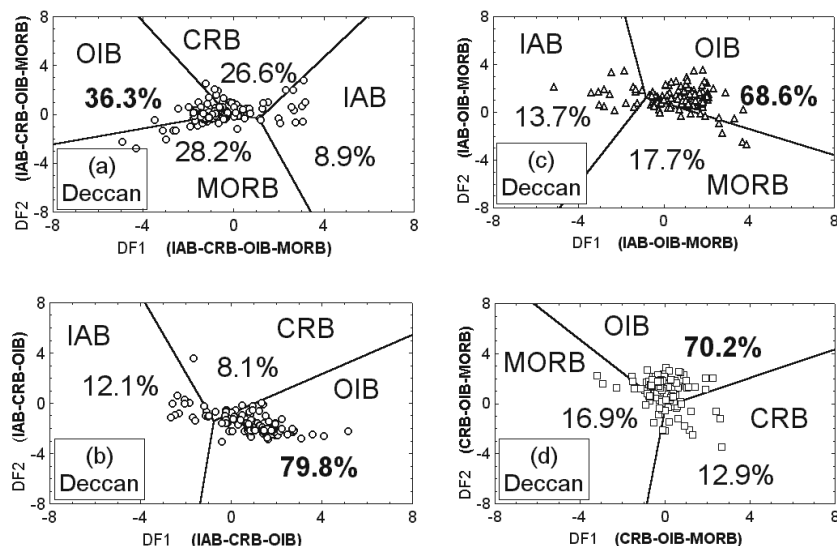 8
4
0
-4
-8
DF2 (IAB-CRB-OIB-MORB)
OIB
CRB
26.6%
IAB
36.3%
28.2%
8.9%
MORB
(a)
Deccan
-8 -4 0 4 8
DF1 (IAB-CRB-OIB-MORB)
8
4
0
-4
-8
DF2 (IAB-OIB-MORB)
IAB
OIB
68.6%
13.7%
17.7%
MORB
(c)
Deccan
-8 -4 0 4 8
DF1 (IAB-OIB-MORB)
8
4
0
-4
-8
DF2 (IAB-CRB-OIB)
IAB
CRB
8.1%
12.1%
OIB
79.8%
(b)
Deccan
-8 -4 0 4 8
DF1 (IAB-CRB-OIB)
8
4
0
-4
-8
DF2 (CRB-OIB-MORB)
OIB
70.2%
MORB
16.9%
CRB
12.9%
(d)
Deccan
-8 -4 0 4 8
DF1 (CRB-OIB-MORB)